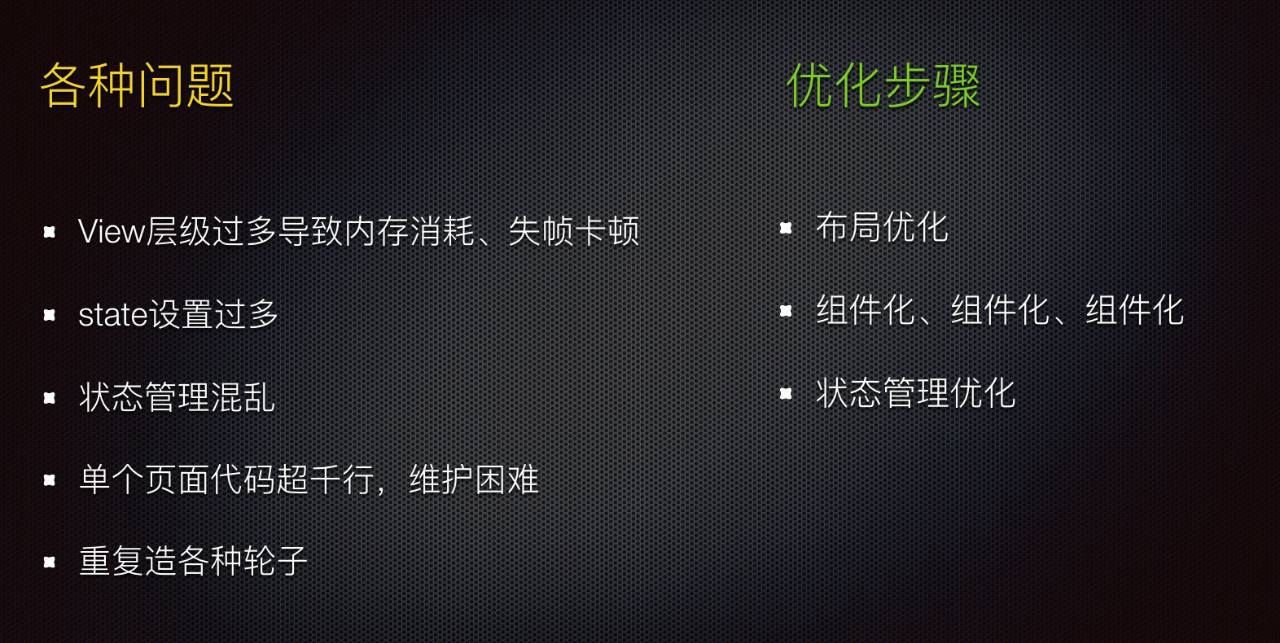 各种问题
View层级过多导致内存消耗、失帧卡顿
state设置过多
状态管理混乱
单个页面代码超千行，维护困难
重复造各种轮子
优化步骤
布局优化
组件化、组件化、组件化
状态管理优化